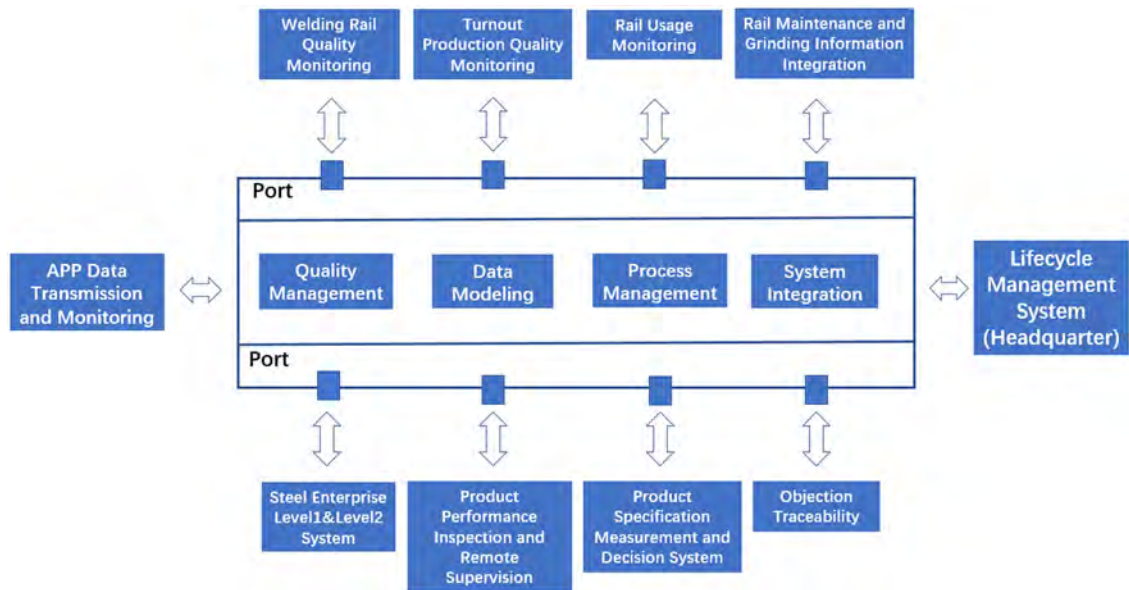 Welding Rail
Quality
Monitoring
Turnout
Production Quality
Monitoring
Rail Usage
Monitoring
Rail Maintenance and
Grinding Information
Integration
Port
APP Data
Transmission
and Monitoring
Quality
Management
Data
Modeling
Process
Management
System
Integration
Lifecycle
Management
System
(Headquarter)
Port
Steel Enterprise
Level1&Level2
System
Product
Performance
Inspection and
Remote
Supervision
Product
Specification
Measurement and
Decision System
Objection
Traceability